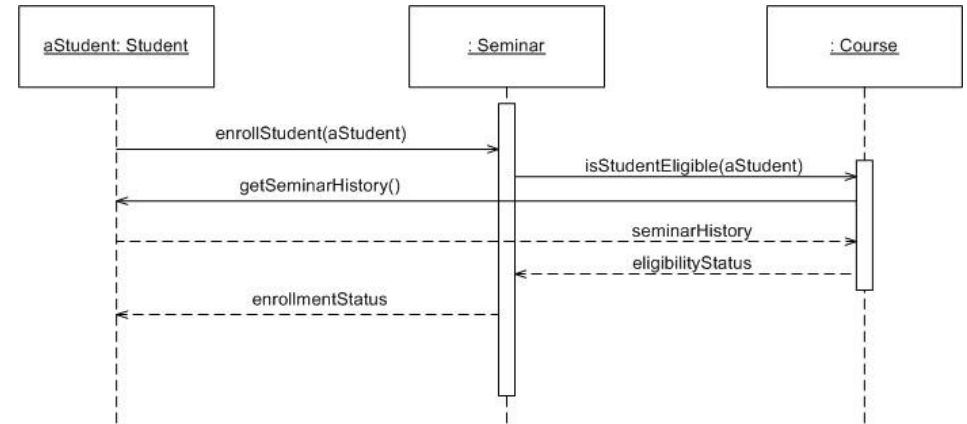 aStudent: Student
: Seminar
: Course
enrollStudent(aStudent)
isStudentEligible(aStudent)
getSeminarHistory()
seminarHistory
eligibilityStatus
enrollmentStatus